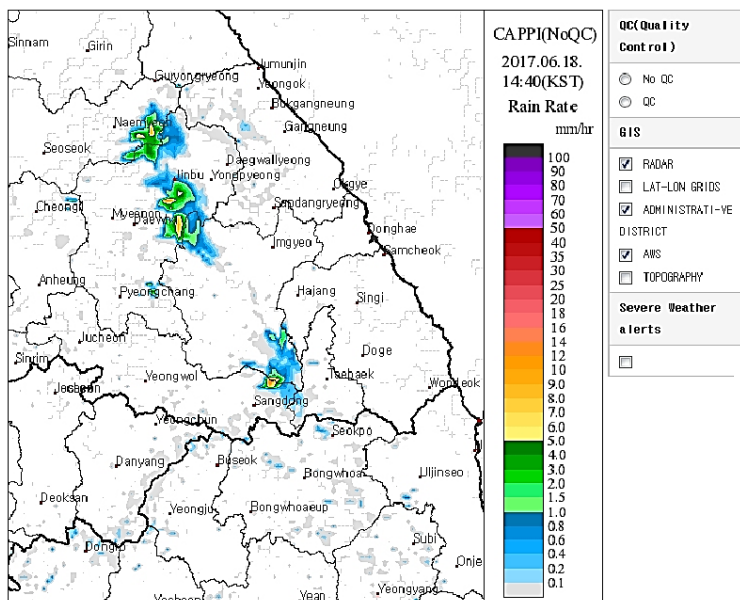 Sinnam
Girin
Jumunjin
Guryongryeong
Yeongok
Bukgangneung
Gangneung
Seoseok
Daegwallyeong
Jinbu
Yongpyeong
Okgye
Cheongil
Sapdangryeong
Donghae
Imgyeo
Samcheok
Anheung
Pyeongchang
Hajang
Singi
Jucheon
Doge
Sirim
Jecheon
Yeongwol
Taebaek
Wondeok
Sangdong
Yeongchun
Seokpo
Danyang
Buseok
Bongwhoa
Uljinseo
Deoksan
Yeongju
Bongwhoaeup
Subi
Dongro
Onje
Yeongyang
Yean
CAPPI(NoQC)
2017.06.18.
14:40(KST)
Rain Rate
mm/hr
100
90
80
70
60
50
40
35
30
25
20
18
16
14
12
10
9.0
8.0
7.0
6.0
5.0
4.0
3.0
2.0
1.5
1.0
0.8
0.6
0.4
0.2
0.1
QC(Quality
Control)
No QC
QC
GIS
RADAR
LAT-LON GRIDS
ADMINISTRATI-VE
DISTRICT
AWS
TOPOGRAPHY
Severe Weather
alerts